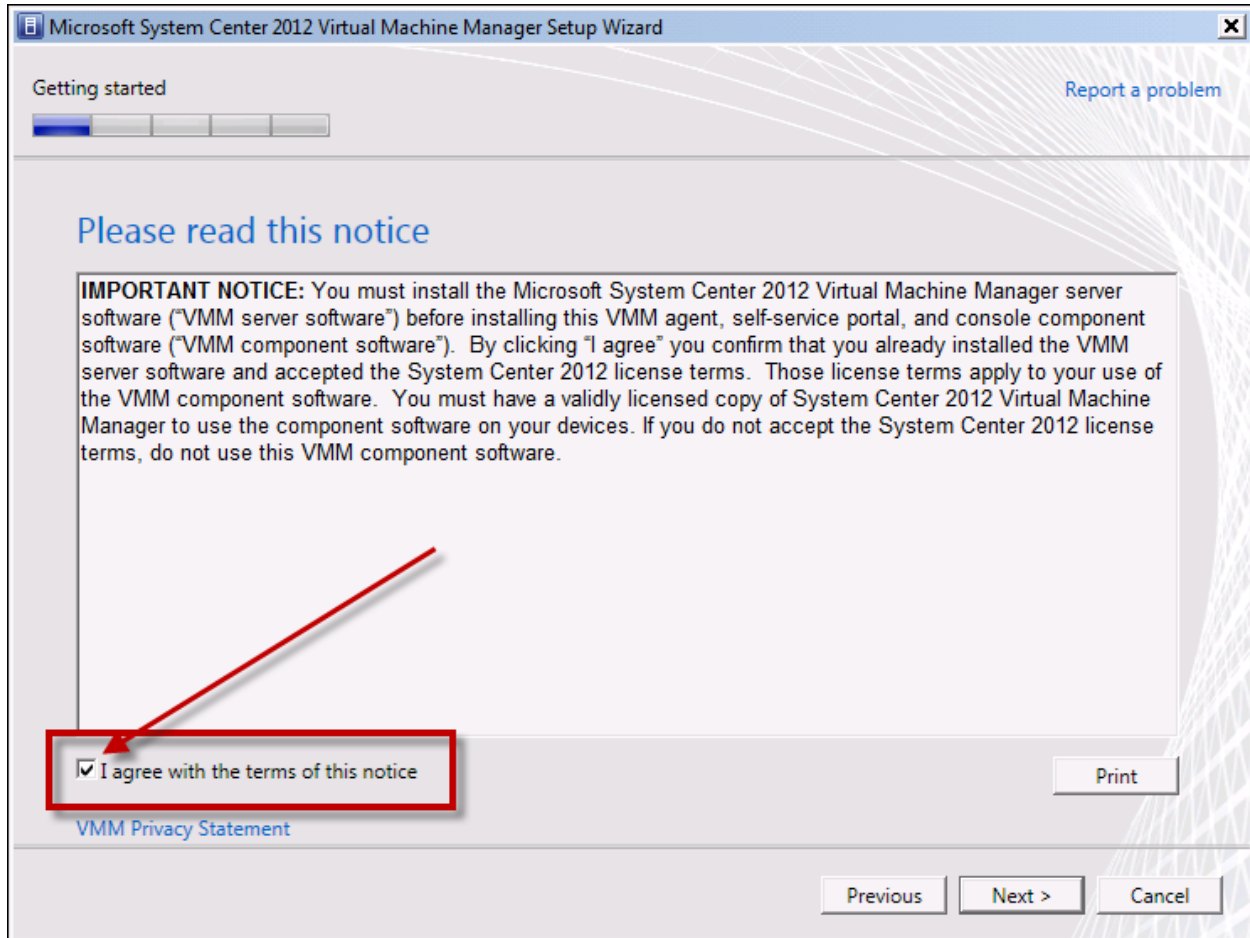 Microsoft System Center 2012 Virtual Machine Manager Setup Wizard
Getting started
Report a problem
Please read this notice
IMPORTANT NOTICE: You must install the Microsoft System Center 2012 Virtual Machine Manager server
software (“VMM server software”) before installing this VMM agent, self-service portal, and console component
software (“VMM component software”).  By clicking “I agree” you confirm that you already installed the VMM
server software and accepted the System Center 2012 license terms.  Those license terms apply to your use of
the VMM component software.  You must have a validly licensed copy of System Center 2012 Virtual Machine
Manager to use the component software on your devices. If you do not accept the System Center 2012 license
terms, do not use this VMM component software.
I agree with the terms of this notice
Print
VMM Privacy Statement
Previous
Next >
Cancel